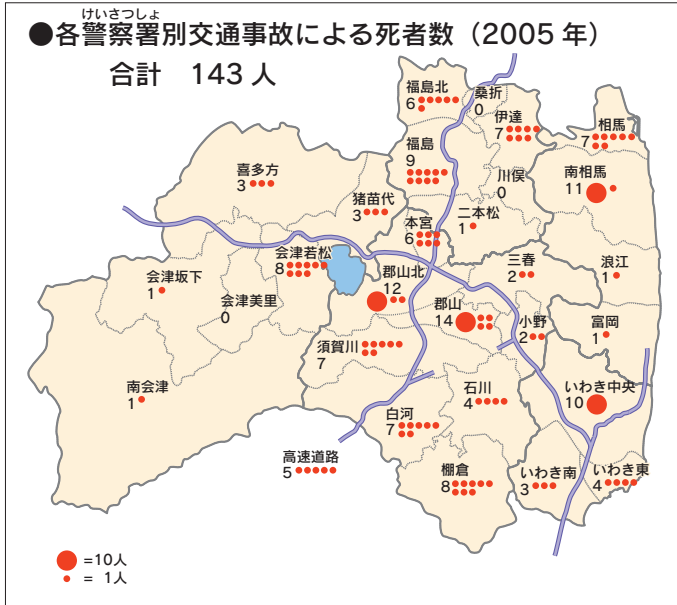 けいさつしょ
●各警察署別交通事故による死者数（2005 年）
合計　143 人
福島北
6
桑折
0
伊達
7
相馬
7
福島
9
川俣
0
南相馬
11
喜多方
3
猪苗代
3
本宮
6
二本松
1
会津若松
8
会津坂下
1
会津美里
0
郡山北
12
三春
2
浪江
1
郡山
14
小野
2
富岡
1
須賀川
7
南会津
1
石川
4
いわき中央
10
白河
7
高速道路
5
棚倉
8
いわき南
3
いわき東
4
=10人
= 1人